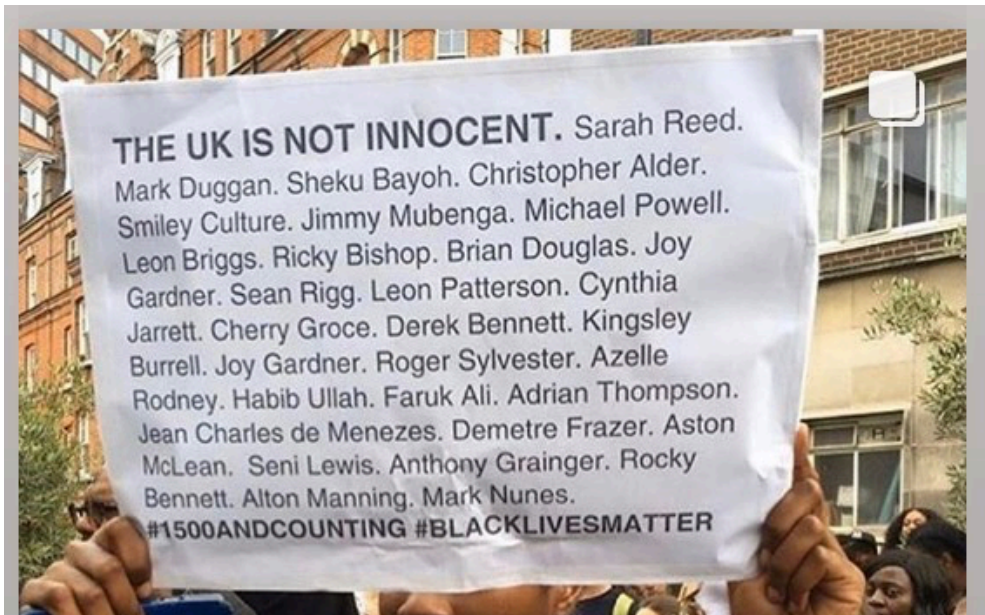 THE UK IS NOT INNOCENT. Sarah Reed.
Mark Duggan. Sheku Bayoh. Christopher Alder.
Smiley Culture. Jimmy Mubenga. Michael Powell.
Leon Briggs. Ricky Bishop. Brian Douglas. Joy
Gardner. Sean Rigg. Leon Patterson. Cynthia
Jarrett. Cherry Groce. Derek Bennett. Kingsley
Burrell. Joy Gardner. Roger Sylvester. Azelle
Rodney. Habib Ullah. Faruk Ali. Adrian Thompson.
Jean Charles de Menezes. Demetre Frazer. Aston
McLean. Seni Lewis. Anthony Grainger. Rocky
Bennett. Alton Manning. Mark Nunes.
#1500ANDCOUNTING #BLACKLIVESMATTER